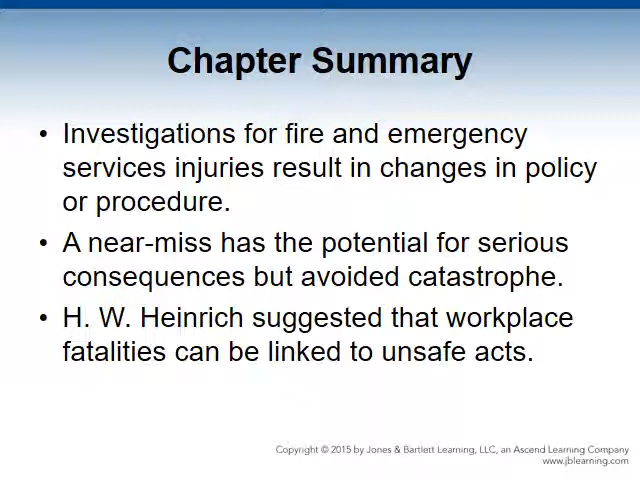 Chapter Summary
• Investigations for fire and emergency
services injuries result in changes in policy
or procedure.
• A near-miss has the potential for serious
consequences but avoided catastrophe.
• H. W. Heinrich suggested that workplace
fatalities can be linked to unsafe acts.
Copyright © 2015 by Jones & Bartlett Learning, LLC, an Ascend Learning Company
www.jblearning.com